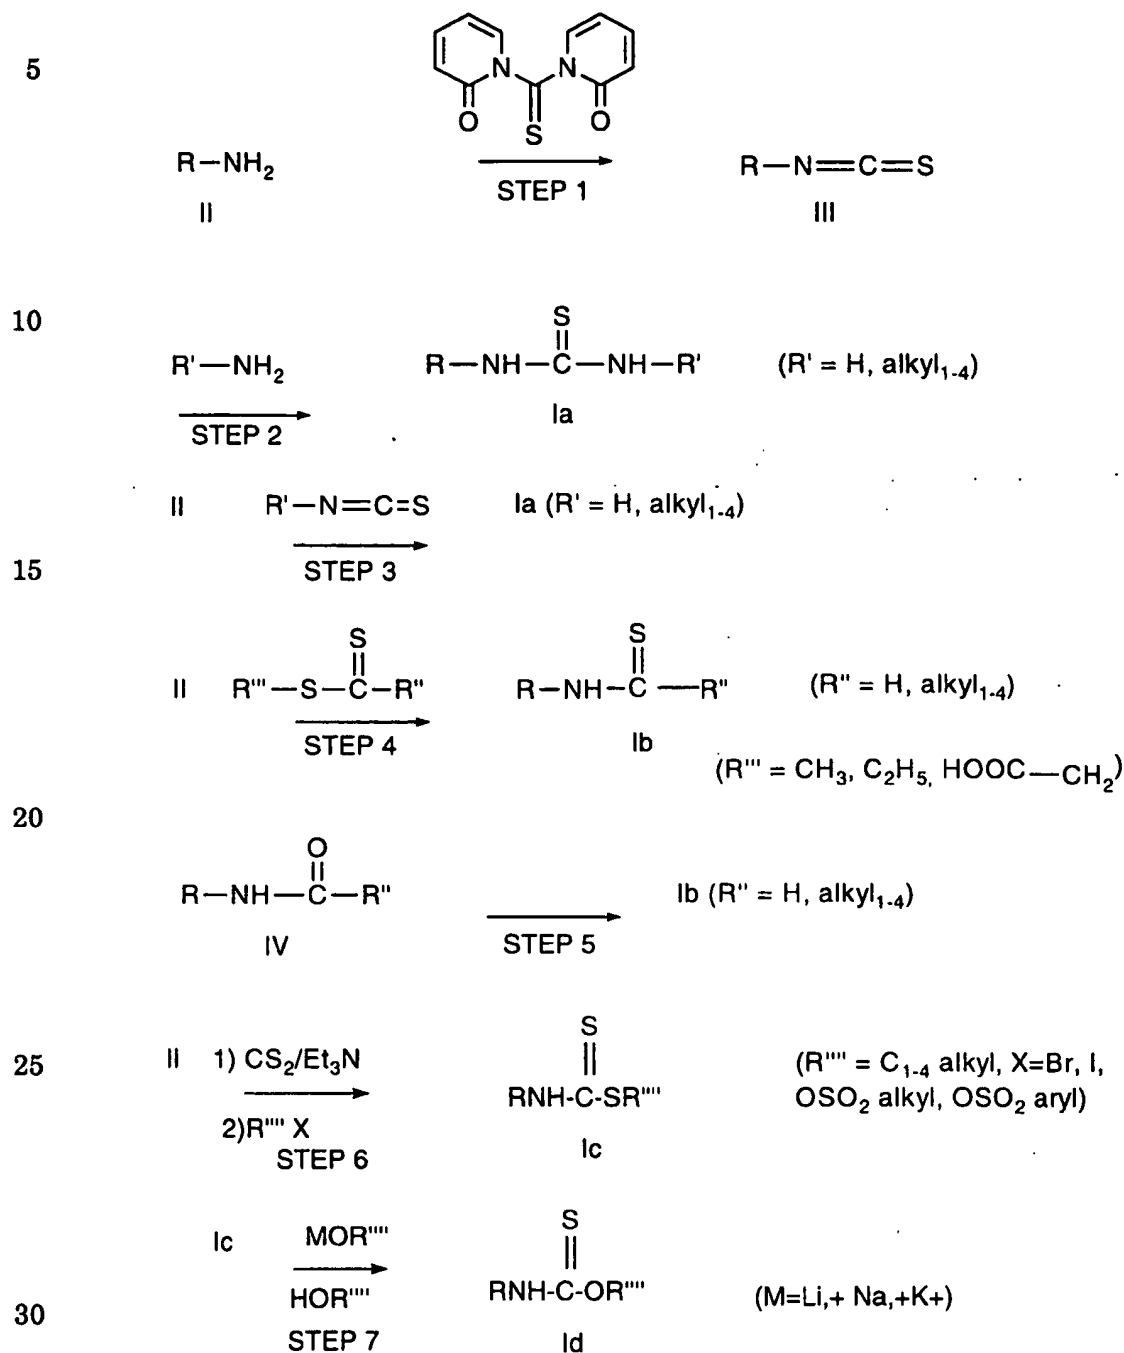 5
N N
O S O
R—NH₂ STEP 1 R—N=C=S
II III
10
S
R'—NH₂ R—NH—C—NH—R' (R' = H, alkyl₁₋₄)
STEP 2 Ia
II R'—N=C=S Ia (R' = H, alkyl₁₋₄)
15 STEP 3
S S
II R'''—S—C—R'' R—NH—C—R'' (R'' = H, alkyl₁₋₄)
STEP 4 Ib
(R''' = CH₃, C₂H₅, HOOC—CH₂)
20
O
R—NH—C—R'' Ib (R'' = H, alkyl₁₋₄)
IV STEP 5
S
25 II 1) CS₂/Et₃N (R'''' = C₁₋₄ alkyl, X=Br, I,
RNH-C-SR'''' OSO₂ alkyl, OSO₂ aryl)
2)R'''' X
STEP 6 Ic
S
Ic MOR''''
HOR'''' RNH-C-OR'''' (M=Li,+ Na,+K+)
30 STEP 7 Id